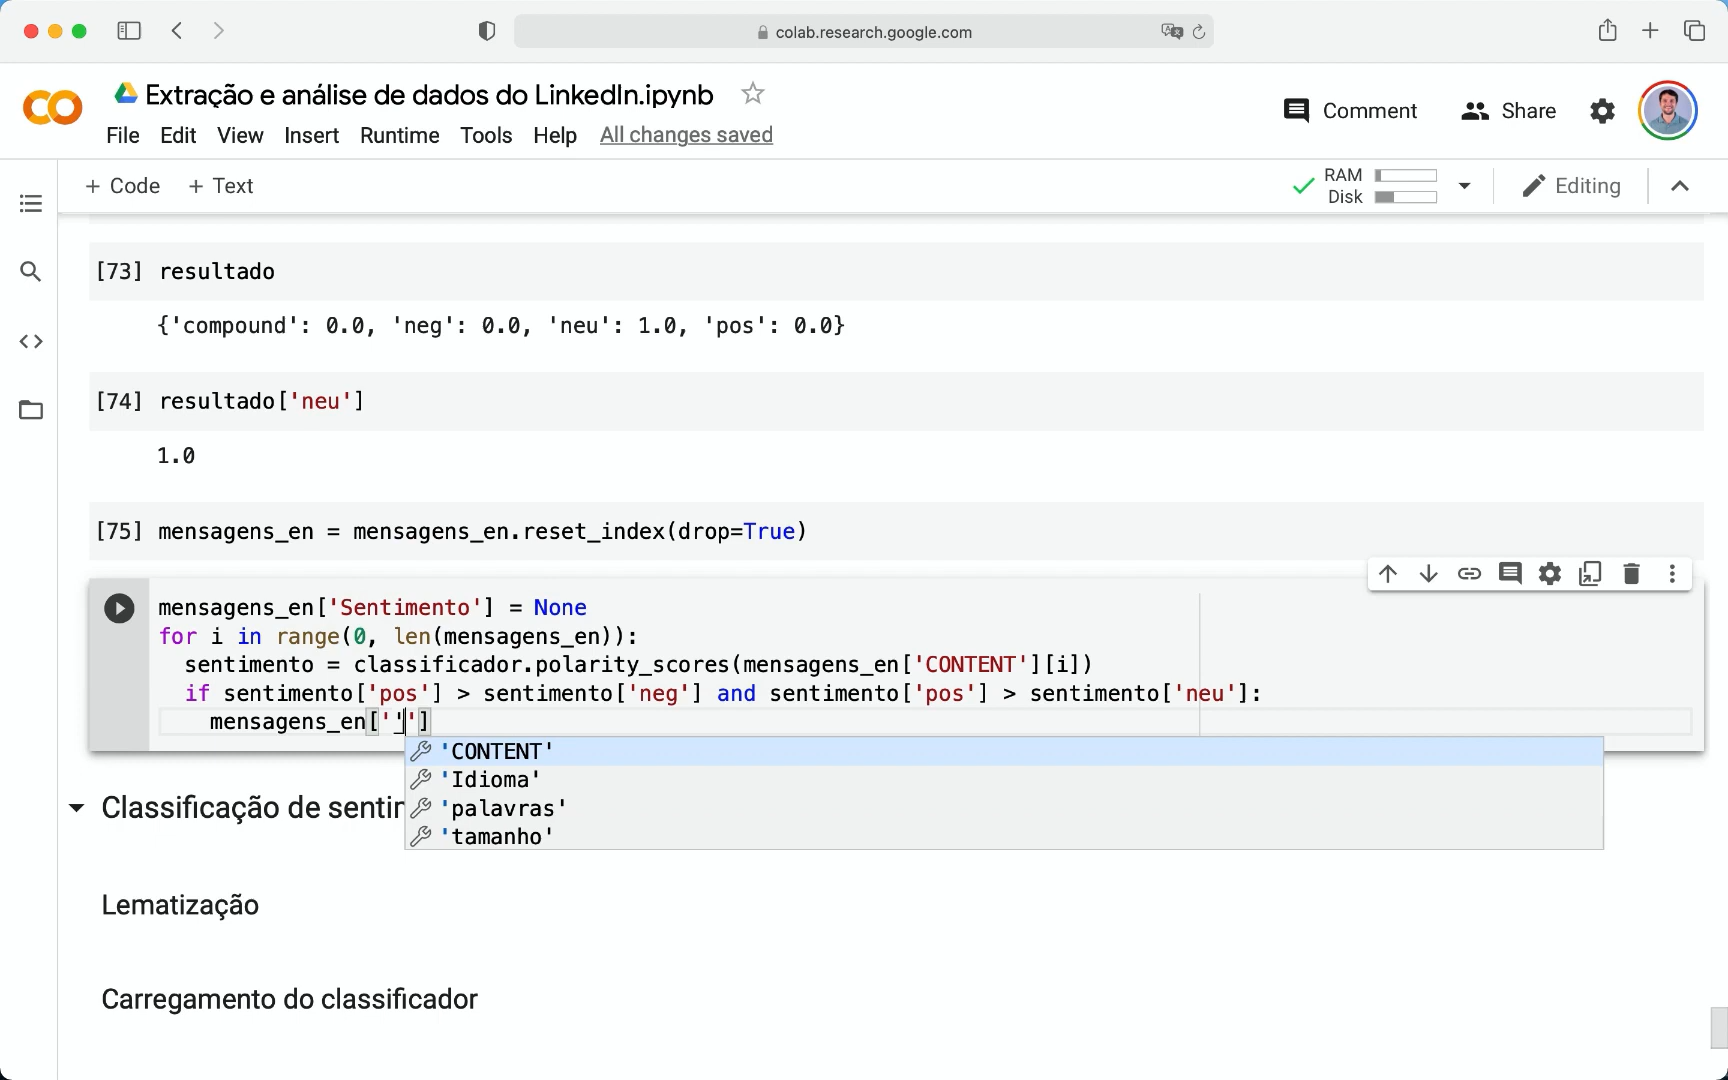 colab.research.google.com
Extração e análise de dados do LinkedIn.ipynb
File Edit View Insert Runtime Tools Help All changes saved
Comment Share
+ Code + Text
RAM
Disk
Editing
[73] resultado
{'compound': 0.0, 'neg': 0.0, 'neu': 1.0, 'pos': 0.0}
[74] resultado['neu']
1.0
[75] mensagens_en = mensagens_en.reset_index(drop=True)
mensagens_en['Sentimento'] = None
for i in range(0, len(mensagens_en)):
sentimento = classificador.polarity_scores(mensagens_en['CONTENT'][i])
if sentimento['pos'] > sentimento['neg'] and sentimento['pos'] > sentimento['neu']:
mensagens_en['']
'CONTENT'
'Idioma'
'palavras'
'tamanho'
Classificação de
Lematização
Carregamento do classificador